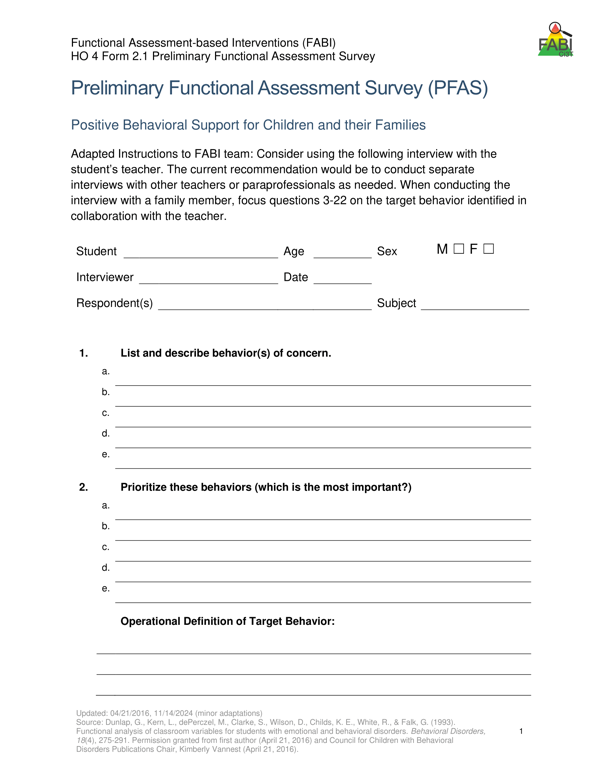 Functional Assessment-based Interventions (FABI)
HO 4 Form 2.1 Preliminary Functional Assessment Survey
FABI
Preliminary Functional Assessment Survey (PFAS)
Positive Behavioral Support for Children and their Families
Adapted Instructions to FABI team: Consider using the following interview with the
student's teacher. The current recommendation would be to conduct separate
interviews with other teachers or paraprofessionals as needed. When conducting the
interview with a family member, focus questions 3-22 on the target behavior identified in
collaboration with the teacher.
Student Age Sex M ☐ F ☐
Interviewer Date
Respondent(s) Subject
1. List and describe behavior(s) of concern.
a.
b.
c.
d.
e.
2. Prioritize these behaviors (which is the most important?)
a.
b.
c.
d.
e.
Operational Definition of Target Behavior:
Updated: 04/21/2016, 11/14/2024 (minor adaptations)
Source: Dunlap, G., Kern, L., dePerczel, M., Clarke, S., Wilson, D., Childs, K. E., White, R., & Falk, G. (1993).
Functional analysis of classroom variables for students with emotional and behavioral disorders. Behavioral Disorders,
18(4), 275-291. Permission granted from first author (April 21, 2016) and Council for Children with Behavioral
Disorders Publications Chair, Kimberly Vannest (April 21, 2016).
1